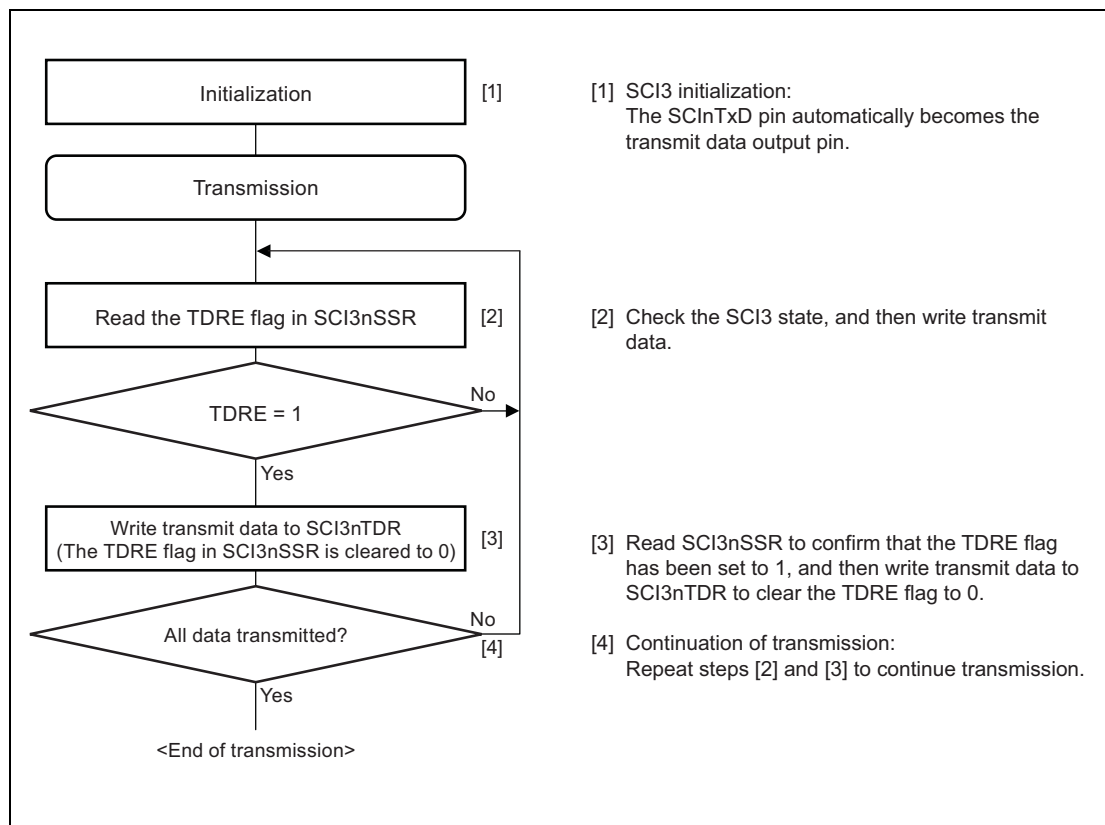 Initialization
[1]
[1] SCI3 initialization:
The SCInTxD pin automatically becomes the
transmit data output pin.
Transmission
Read the TDRE flag in SCI3nSSR
[2]
[2] Check the SCI3 state, and then write transmit
data.
TDRE = 1
No
Yes
Write transmit data to SCI3nTDR
(The TDRE flag in SCI3nSSR is cleared to 0)
[3]
[3] Read SCI3nSSR to confirm that the TDRE flag
has been set to 1, and then write transmit data to
SCI3nTDR to clear the TDRE flag to 0.
All data transmitted?
No
[4]
[4] Continuation of transmission:
Repeat steps [2] and [3] to continue transmission.
Yes
<End of transmission>